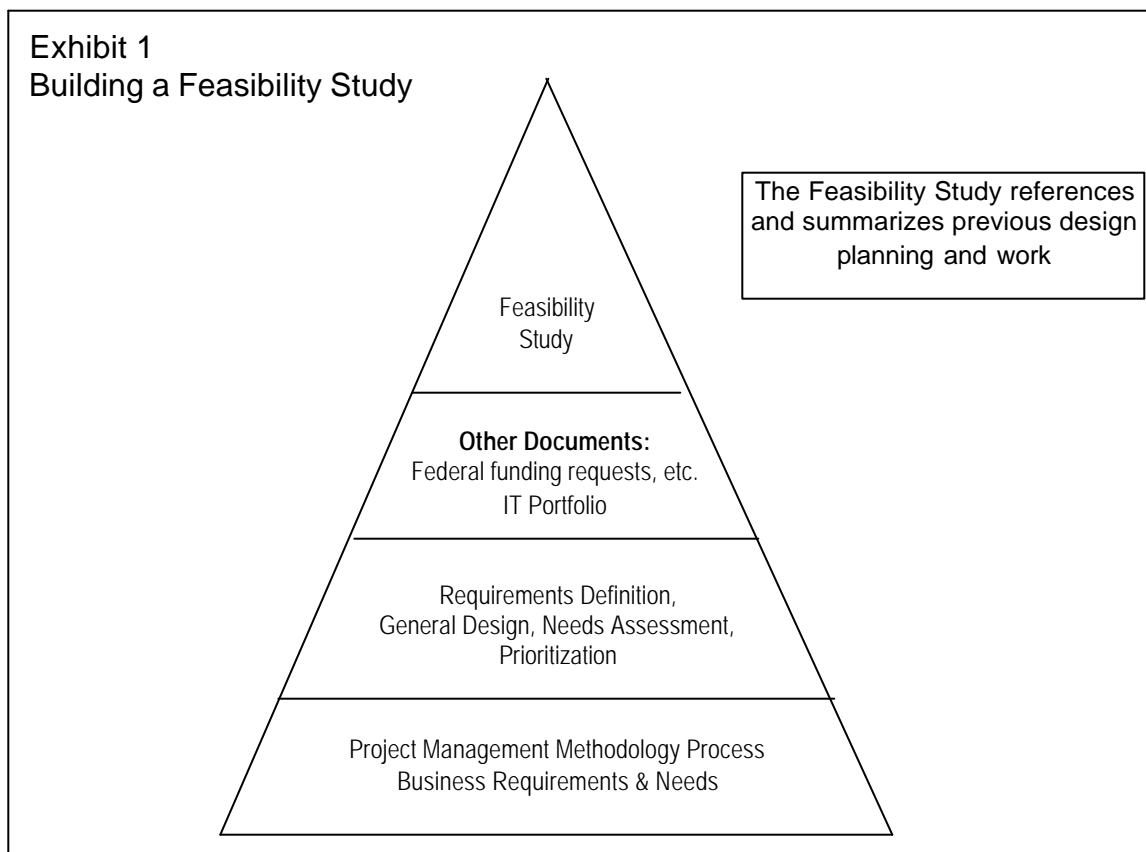 Exhibit 1
Building a Feasibility Study
The Feasibility Study references
and summarizes previous design
planning and work
Feasibility
Study
Other Documents:
Federal funding requests, etc.
IT Portfolio
Requirements Definition,
General Design, Needs Assessment,
Prioritization
Project Management Methodology Process
Business Requirements & Needs